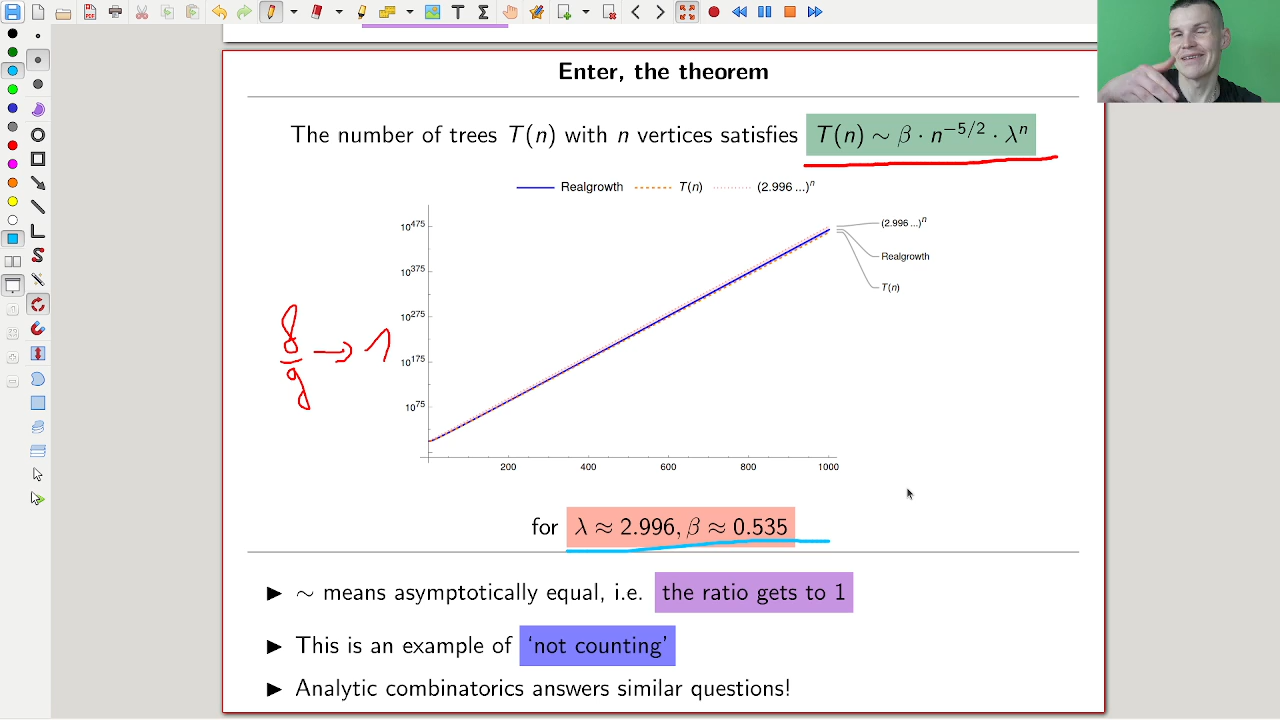 Enter, the theorem
The number of trees T(n) with n vertices satisfies T(n) ∼ β · n^{−5/2} · λ^n
Realgrowth T(n) (2.996 ...)^n
10^475
10^375
10^275
10^175
10^75
200 400 600 800 1000
(2.996 ...)^n
Realgrowth
T(n)
f/g → 1
for λ ≈ 2.996, β ≈ 0.535
▶ ∼ means asymptotically equal, i.e. the ratio gets to 1
▶ This is an example of ‘not counting’
▶ Analytic combinatorics answers similar questions!